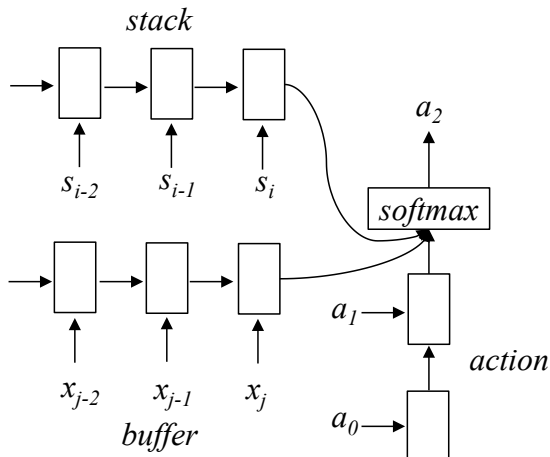 stack
a_2
s_{i-2} s_{i-1} s_i
softmax
a_1
action
x_{j-2} x_{j-1} x_j
a_0
buffer